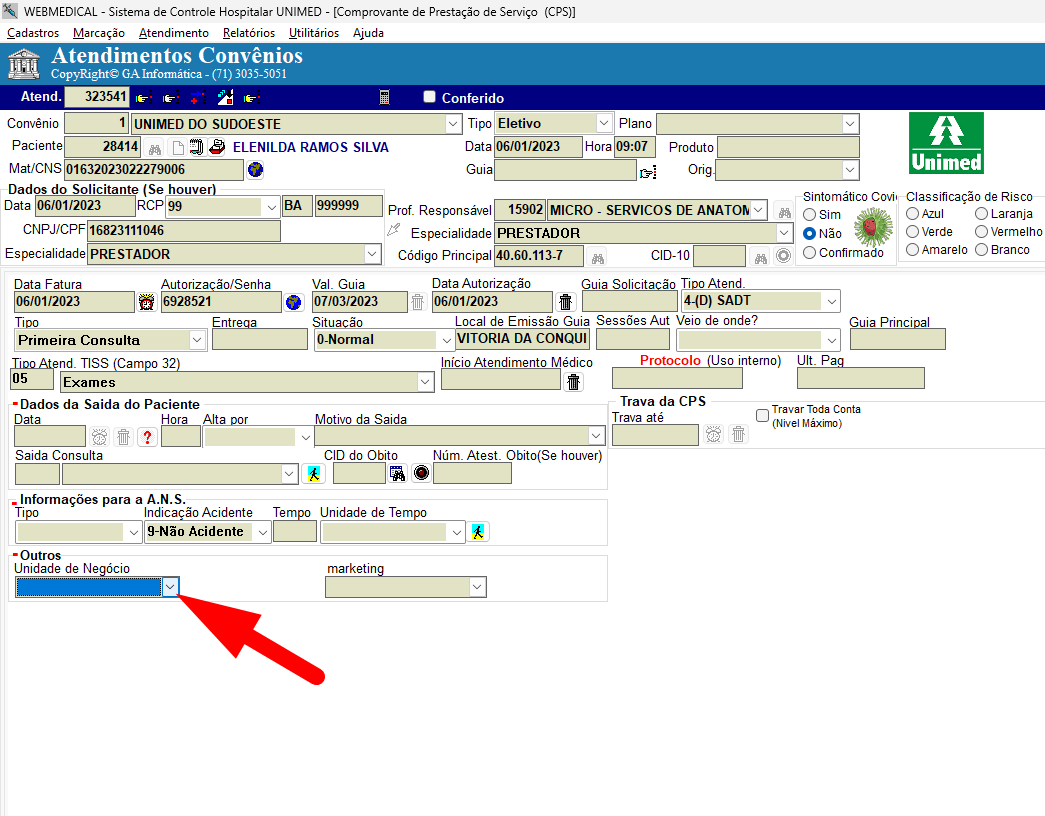 WEBMEDICAL - Sistema de Controle Hospitalar UNIMED - [Comprovante de Prestação de Serviço (CPS)]
Cadastros Marcação Atendimento Relatórios Utilitários Ajuda
Atendimentos Convênios
CopyRight© GA Informática - (71) 3035-5051
Atend. 323541 Conferido
Convênio 1 UNIMED DO SUDOESTE Tipo Eletivo Plano
Paciente 28414 ELENILDA RAMOS SILVA Data 06/01/2023 Hora 09:07 Produto
Mat/CNS 01632023022279006 Guia Orig.
Unimed
Dados do Solicitante (Se houver)
Data 06/01/2023 RCP 99 BA 999999
CNPJ/CPF 16823111046
Especialidade PRESTADOR
Prof. Responsável 15902 MICRO - SERVICOS DE ANATOM
Especialidade PRESTADOR
Código Principal 40.60.113-7 CID-10
Sintomático Covi
Sim
Não
Confirmado
Classificação de Risco
Azul Laranja
Verde Vermelho
Amarelo Branco
Data Fatura Autorização/Senha Val. Guia Data Autorização Guia Solicitação Tipo Atend.
06/01/2023 6928521 07/03/2023 06/01/2023 4-(D) SADT
Tipo Entrega Situação Local de Emissão Guia Sessões Aut Veio de onde? Guia Principal
Primeira Consulta 0-Normal VITORIA DA CONQUI
Tipo Atend. TISS (Campo 32) Início Atendimento Médico Protocolo (Uso interno) Ult. Pag
05 Exames
Dados da Saida do Paciente
Data Hora Alta por Motivo da Saida
Saida Consulta CID do Obito Núm. Atest. Obito(Se houver)
Trava da CPS
Trava até Travar Toda Conta
(Nivel Máximo)
Informações para a A.N.S.
Tipo Indicação Acidente Tempo Unidade de Tempo
9-Não Acidente
Outros
Unidade de Negócio marketing